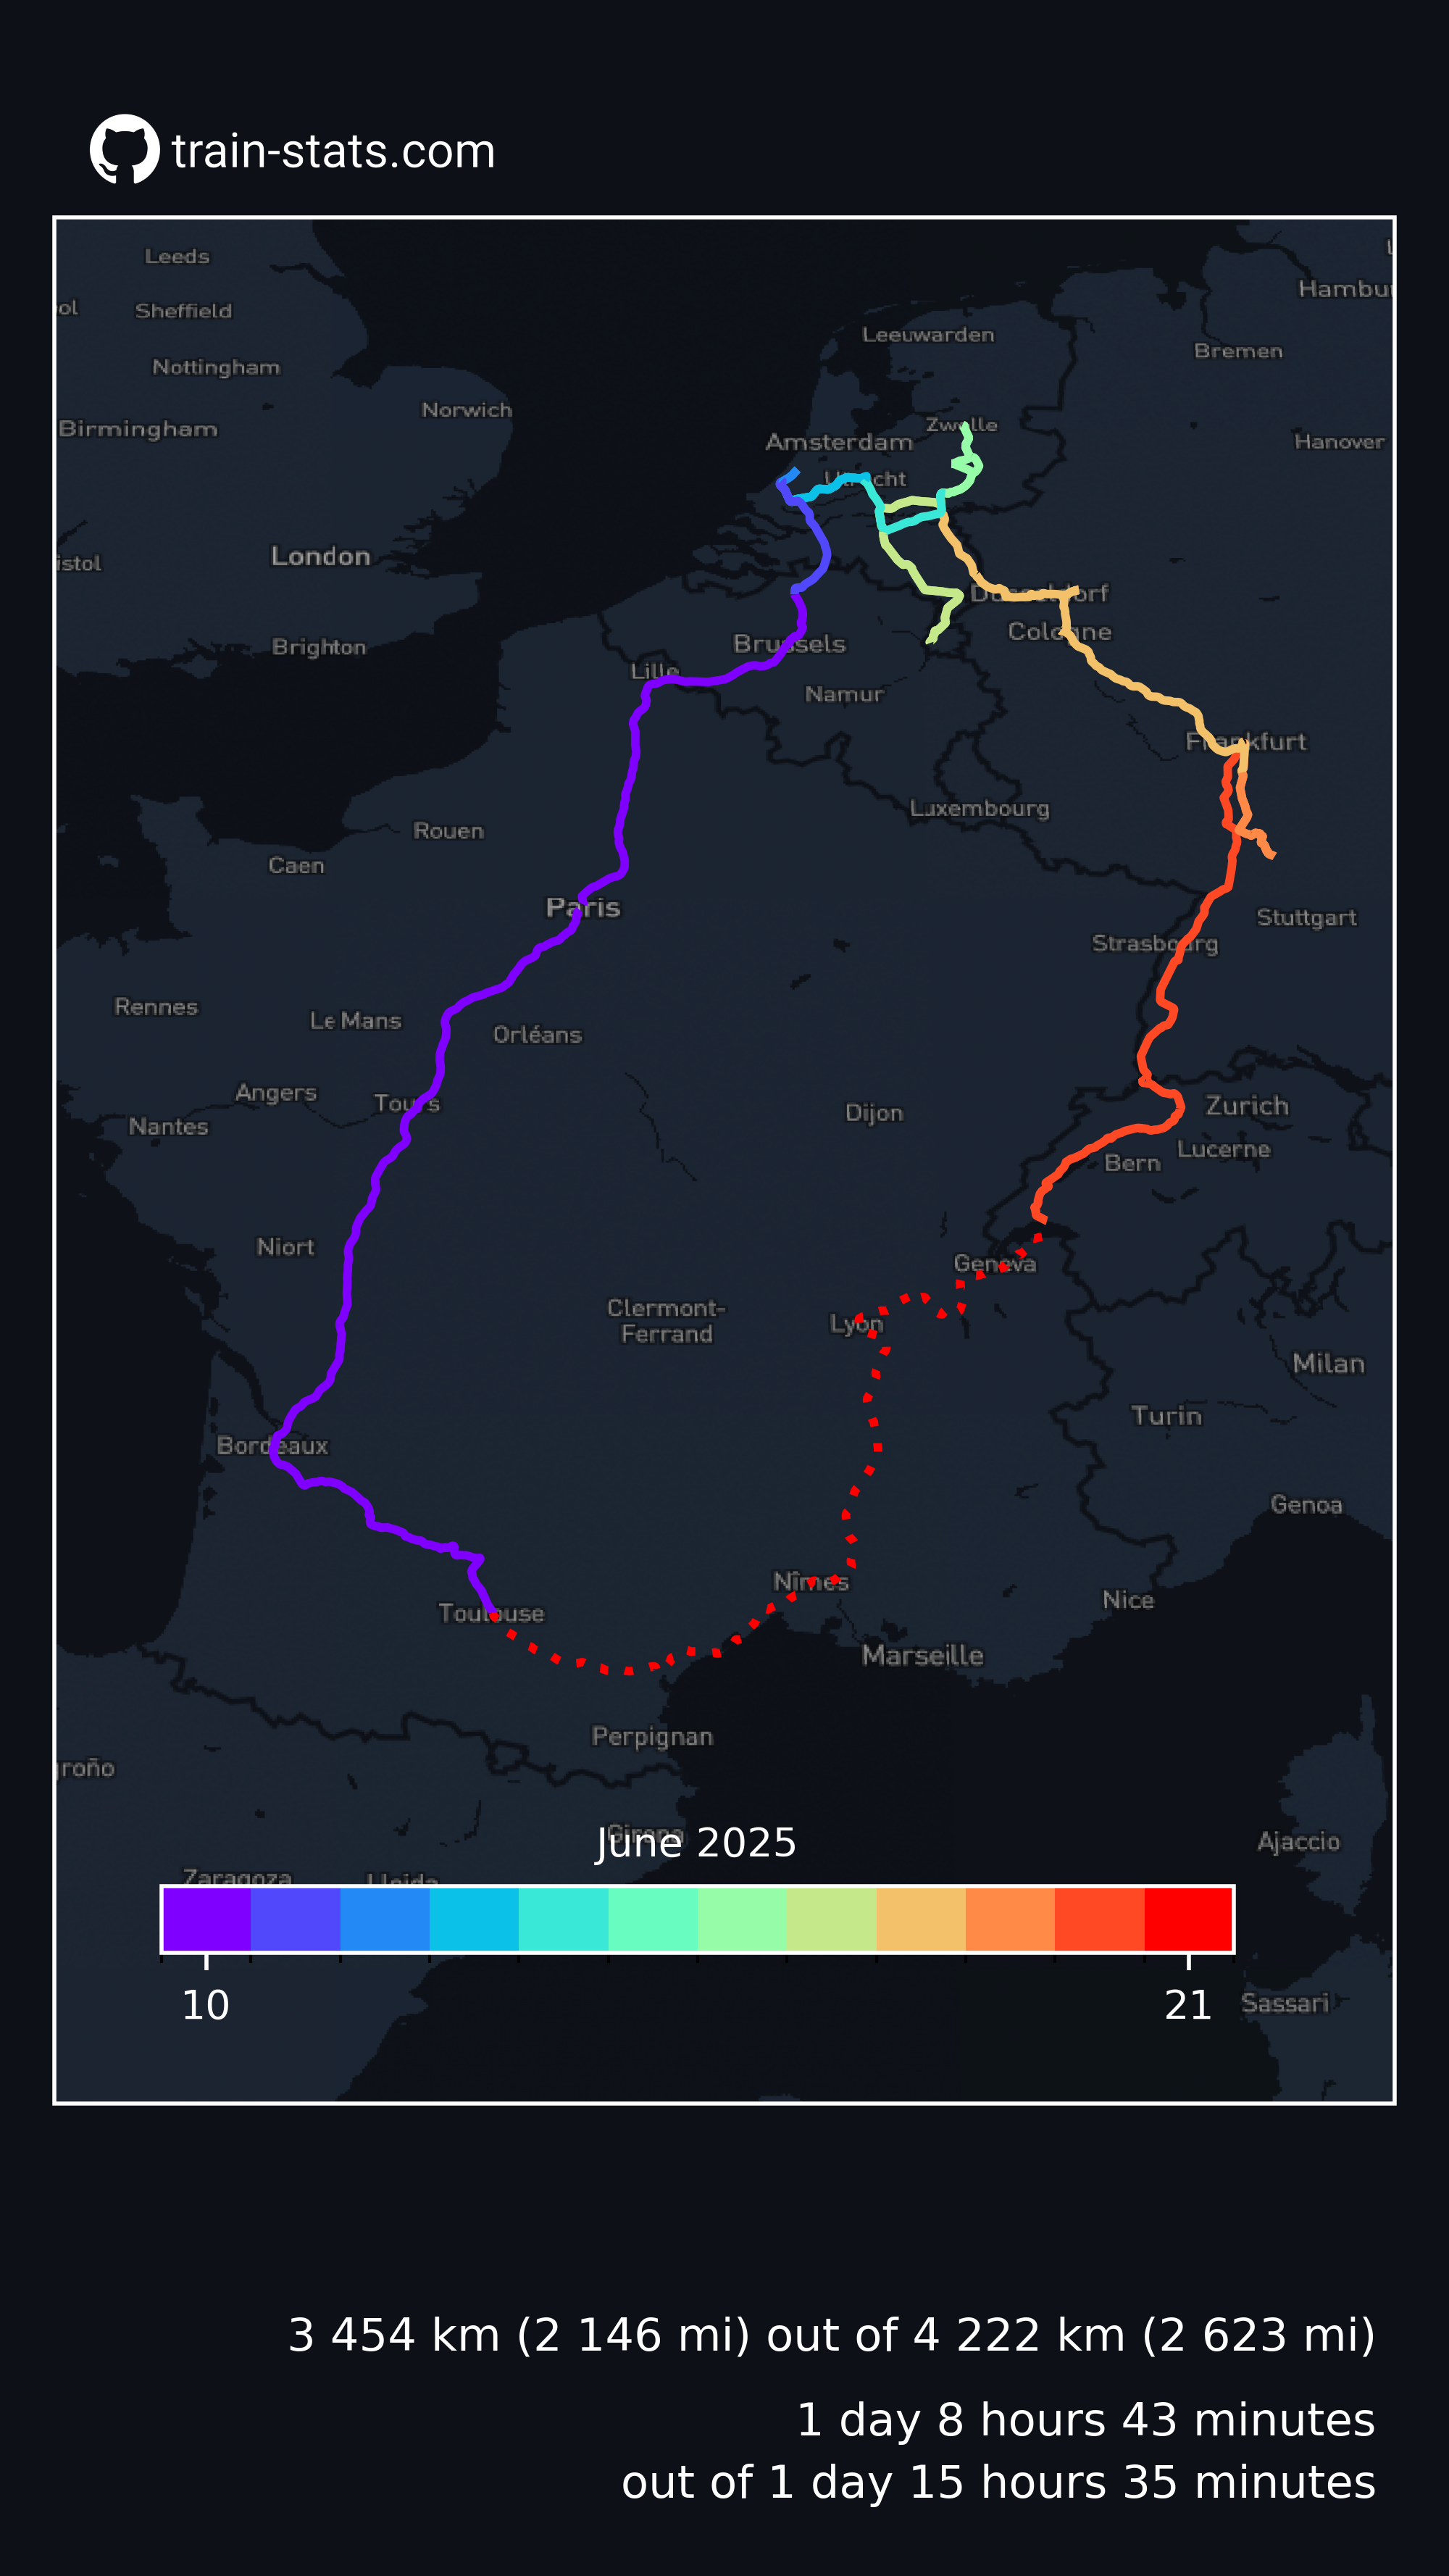 train-stats.com
Leeds
Hambu
ol
Sheffield
Leeuwarden
Bremen
Nottingham
Norwich
Zwolle
Birmingham
Amsterdam
Hanover
Utrecht
London
istol
Düsseldorf
Cologne
Brighton
Brussels
Lille
Namur
Frankfurt
Luxembourg
Rouen
Caen
Paris
Stuttgart
Strasbourg
Rennes
Le Mans
Orléans
Angers
Tours
Dijon
Zurich
Nantes
Lucerne
Bern
Niort
Geneva
Clermont-
Ferrand
Lyon
Milan
Turin
Bordeaux
Genoa
Nîmes
Nice
Toulouse
Marseille
Perpignan
groño
Girona
June 2025
Ajaccio
Zaragoza
Lleida
10
21
Sassari
3 454 km (2 146 mi) out of 4 222 km (2 623 mi)
1 day 8 hours 43 minutes
out of 1 day 15 hours 35 minutes